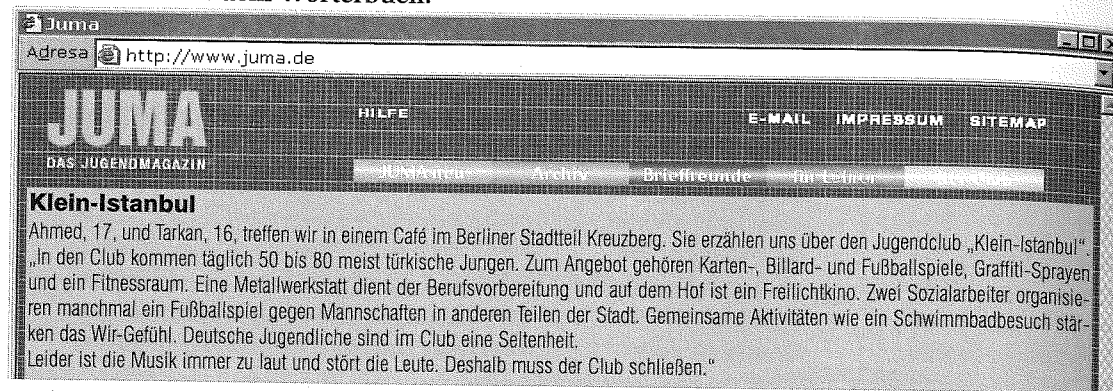 Wörterbuch.
Juma
Adresa http://www.juma.de
JUMA
HILFE
E-MAIL IMPRESSUM SITEMAP
DAS JUGENDMAGAZIN
Archiv Brieffreunde für Lehrer
Klein-Istanbul
Ahmed, 17, und Tarkan, 16, treffen wir in einem Café im Berliner Stadtteil Kreuzberg. Sie erzählen uns über den Jugendclub „Klein-Istanbul“.
„In den Club kommen täglich 50 bis 80 meist türkische Jungen. Zum Angebot gehören Karten-, Billard- und Fußballspiele, Graffiti-Sprayen
und ein Fitnessraum. Eine Metallwerkstatt dient der Berufsvorbereitung und auf dem Hof ist ein Freilichtkino. Zwei Sozialarbeiter organisie-
ren manchmal ein Fußballspiel gegen Mannschaften in anderen Teilen der Stadt. Gemeinsame Aktivitäten wie ein Schwimmbadbesuch stär-
ken das Wir-Gefühl. Deutsche Jugendliche sind im Club eine Seltenheit.
Leider ist die Musik immer zu laut und stört die Leute. Deshalb muss der Club schließen.“